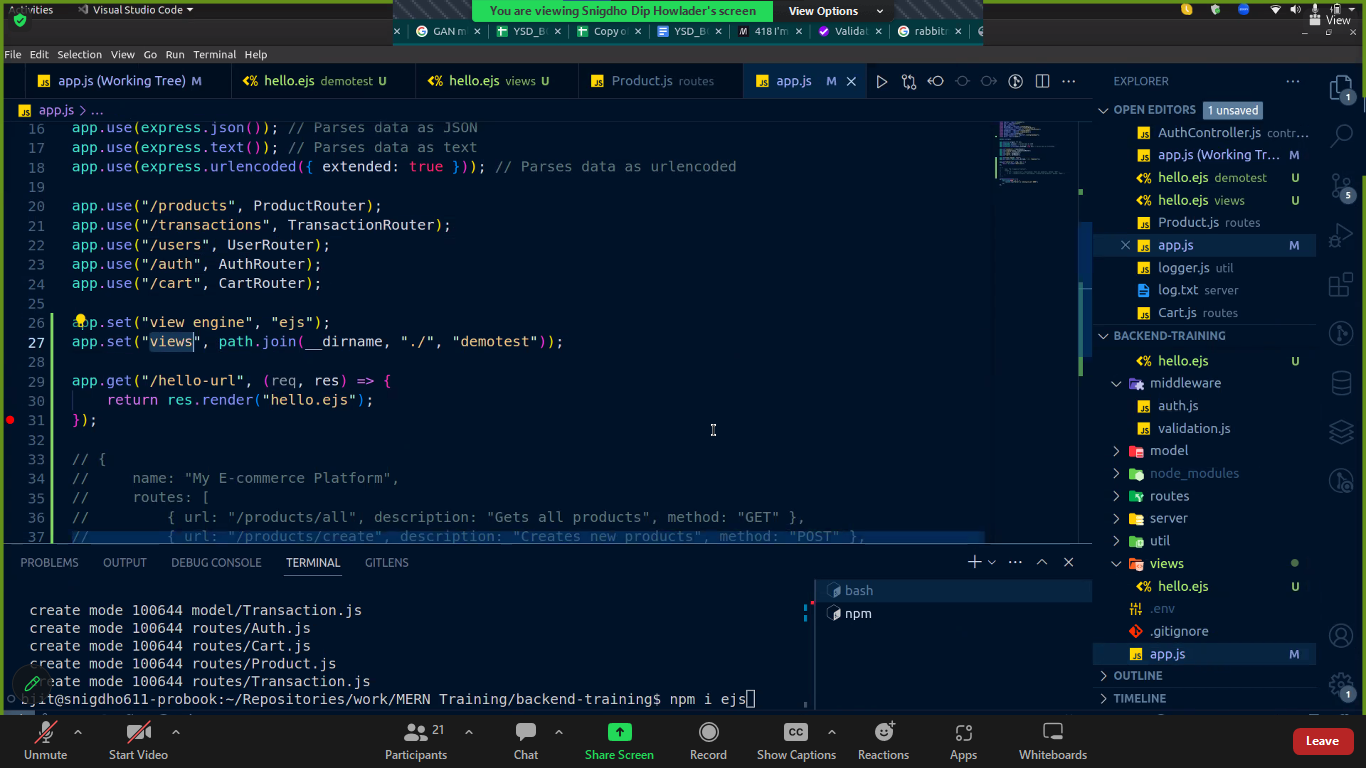 Activities
Visual Studio Code
You are viewing Snigdho Dip Howlader's screen
View Options
View
GAN m
YSD_B
Copy o
YSD_B
418 I'm
Valida
rabbitr
File Edit Selection View Go Run Terminal Help
app.js (Working Tree) M
hello.ejs demotest U
hello.ejs views U
Product.js routes
app.js M
EXPLORER
app.js > ...
16 app.use(express.json()); // Parses data as JSON
17 app.use(express.text()); // Parses data as text
18 app.use(express.urlencoded({ extended: true })); // Parses data as urlencoded
19
20 app.use("/products", ProductRouter);
21 app.use("/transactions", TransactionRouter);
22 app.use("/users", UserRouter);
23 app.use("/auth", AuthRouter);
24 app.use("/cart", CartRouter);
25
26 app.set("view engine", "ejs");
27 app.set("views", path.join(__dirname, "./", "demotest"));
28
29 app.get("/hello-url", (req, res) => {
30 return res.render("hello.ejs");
31 });
32
33 // {
34 // name: "My E-commerce Platform",
35 // routes: [
36 // { url: "/products/all", description: "Gets all products", method: "GET" },
37 // { url: "/products/create", description: "Creates new products", method: "POST" },
OPEN EDITORS 1 unsaved
AuthController.js contr...
app.js (Working Tr... M
hello.ejs demotest U
hello.ejs views U
Product.js routes
app.js M
logger.js util
log.txt server
Cart.js routes
BACKEND-TRAINING
hello.ejs U
middleware
auth.js
validation.js
model
node_modules
routes
server
util
views
hello.ejs U
.env
.gitignore
app.js M
OUTLINE
TIMELINE
1
5
1
PROBLEMS OUTPUT DEBUG CONSOLE TERMINAL GITLENS
create mode 100644 model/Transaction.js
create mode 100644 routes/Auth.js
create mode 100644 routes/Cart.js
create mode 100644 routes/Product.js
create mode 100644 routes/Transaction.js
bjit@snigdho611-probook:~/Repositories/work/MERN Training/backend-training$ npm i ejs
bash
npm
Unmute
Start Video
Participants 21
Chat
Share Screen
Record
CC
Show Captions
Reactions
Apps
Whiteboards
Leave